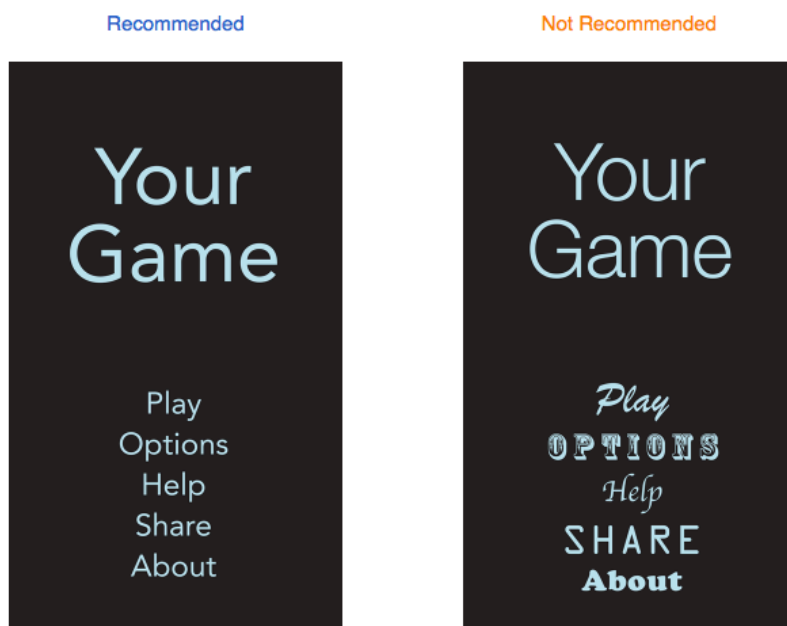 Recommended
Your
Game
Play
Options
Help
Share
About
Not Recommended
Your
Game
Play
OPTIONS
Help
SHARE
About